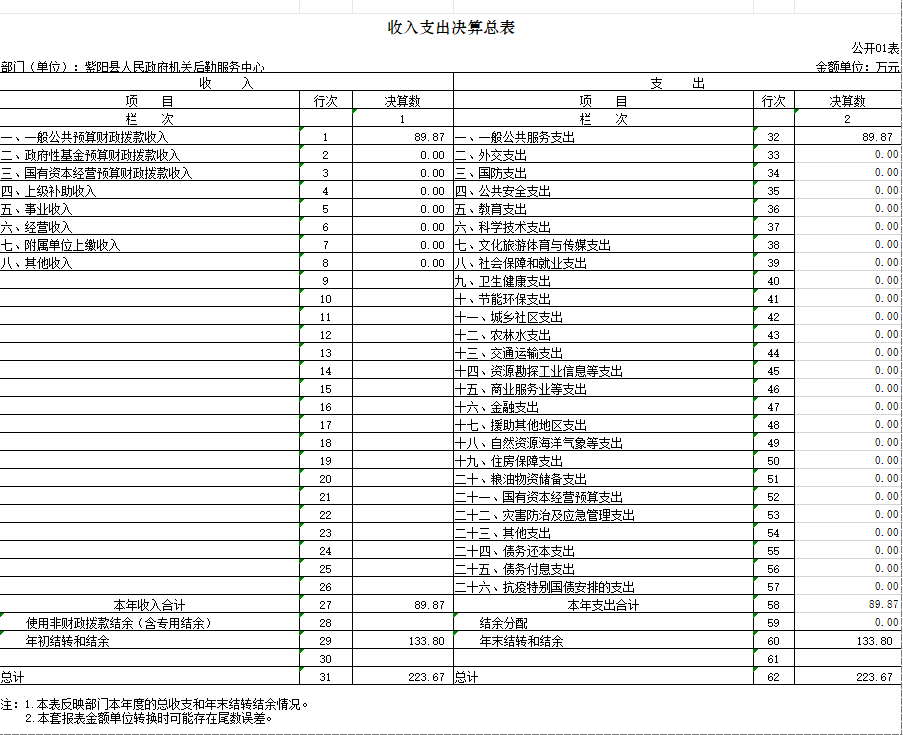 收入支出决算总表
公开01表
部门（单位）：紫阳县人民政府机关后勤服务中心 金额单位：万元
收 入 支 出
项 目 行次 决算数 项 目 行次 决算数
栏 次 1 栏 次 2
一、一般公共预算财政拨款收入 1 89.87 一、一般公共服务支出 32 89.87
二、政府性基金预算财政拨款收入 2 0.00 二、外交支出 33 0.00
三、国有资本经营预算财政拨款收入 3 0.00 三、国防支出 34 0.00
四、上级补助收入 4 0.00 四、公共安全支出 35 0.00
五、事业收入 5 0.00 五、教育支出 36 0.00
六、经营收入 6 0.00 六、科学技术支出 37 0.00
七、附属单位上缴收入 7 0.00 七、文化旅游体育与传媒支出 38 0.00
八、其他收入 8 0.00 八、社会保障和就业支出 39 0.00
9 九、卫生健康支出 40 0.00
10 十、节能环保支出 41 0.00
11 十一、城乡社区支出 42 0.00
12 十二、农林水支出 43 0.00
13 十三、交通运输支出 44 0.00
14 十四、资源勘探工业信息等支出 45 0.00
15 十五、商业服务业等支出 46 0.00
16 十六、金融支出 47 0.00
17 十七、援助其他地区支出 48 0.00
18 十八、自然资源海洋气象等支出 49 0.00
19 十九、住房保障支出 50 0.00
20 二十、粮油物资储备支出 51 0.00
21 二十一、国有资本经营预算支出 52 0.00
22 二十二、灾害防治及应急管理支出 53 0.00
23 二十三、其他支出 54 0.00
24 二十四、债务还本支出 55 0.00
25 二十五、债务付息支出 56 0.00
26 二十六、抗疫特别国债安排的支出 57 0.00
本年收入合计 27 89.87 本年支出合计 58 89.87
使用非财政拨款结余（含专用结余） 28 结余分配 59 0.00
年初结转和结余 29 133.80 年末结转和结余 60 133.80
30 61
总计 31 223.67 总计 62 223.67
注：1.本表反映部门本年度的总收支和年末结转结余情况。
2.本套报表金额单位转换时可能存在尾数误差。